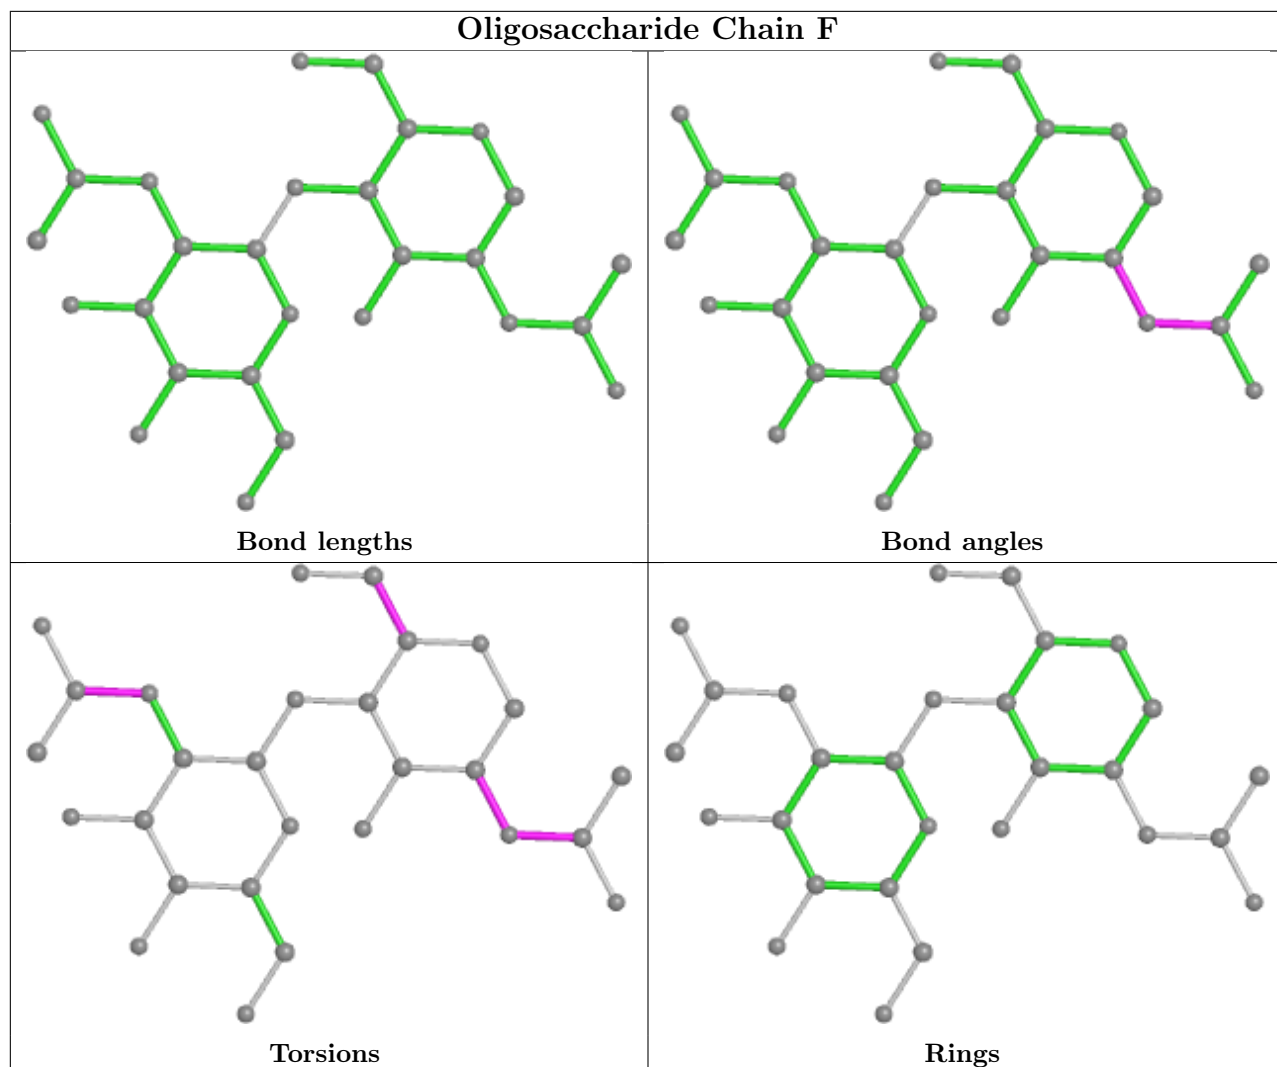 Oligosaccharide Chain F
Bond lengths
Bond angles
Torsions
Rings